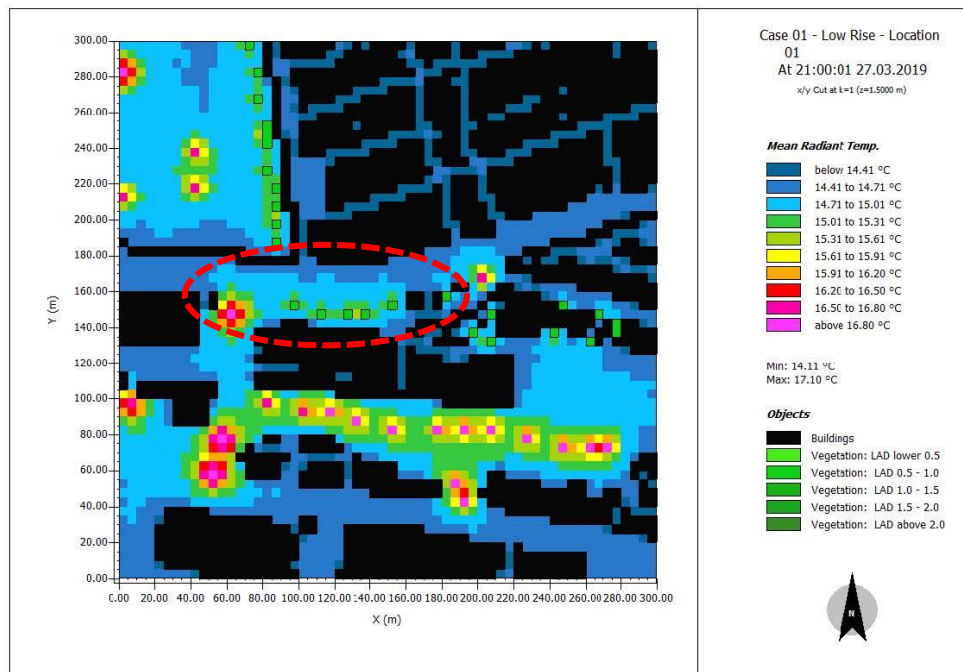 Case 01 - Low Rise - Location
01
At 21:00:01 27.03.2019
x/y Cut at k=1 (z=1.5000 m)
Mean Radiant Temp.
below 14.41 °C
14.41 to 14.71 °C
14.71 to 15.01 °C
15.01 to 15.31 °C
15.31 to 15.61 °C
15.61 to 15.91 °C
15.91 to 16.20 °C
16.20 to 16.50 °C
16.50 to 16.80 °C
above 16.80 °C
Min: 14.11 °C
Max: 17.10 °C
Objects
Buildings
Vegetation: LAD lower 0.5
Vegetation: LAD 0.5 - 1.0
Vegetation: LAD 1.0 - 1.5
Vegetation: LAD 1.5 - 2.0
Vegetation: LAD above 2.0
N
300.00
280.00
260.00
240.00
220.00
200.00
180.00
160.00
140.00
120.00
100.00
80.00
60.00
40.00
20.00
0.00
Y (m)
0.00 20.00 40.00 60.00 80.00 100.00 120.00 140.00 160.00 180.00 200.00 220.00 240.00 260.00 280.00 300.00
X (m)